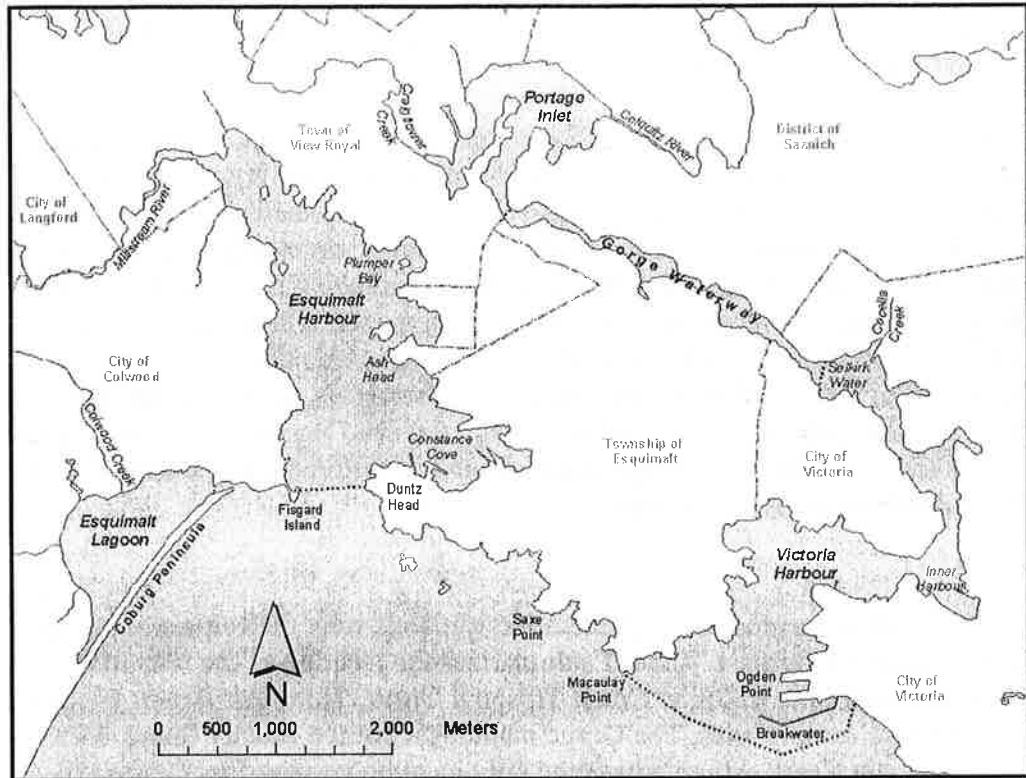 Portage
Inlet
Craigflower
Creek
Colquitz River
Town of
View Royal
District of
Saanich
City of
Langford
Millstream River
Gorge Waterway
Plumper
Bay
Esquimalt
Harbour
Cecelia
Creek
Ash
Head
Selkirk
Water
City of
Colwood
Colwood Creek
Constance
Cove
Township of
Esquimalt
City of
Victoria
Duntz
Head
Fisgard
Island
Esquimalt
Lagoon
Coburg Peninsula
Victoria
Harbour
Inner
Harbour
Saxe
Point
N
Macaulay
Point
Ogden
Point
City of
Victoria
Breakwater
0 500 1,000 2,000 Meters